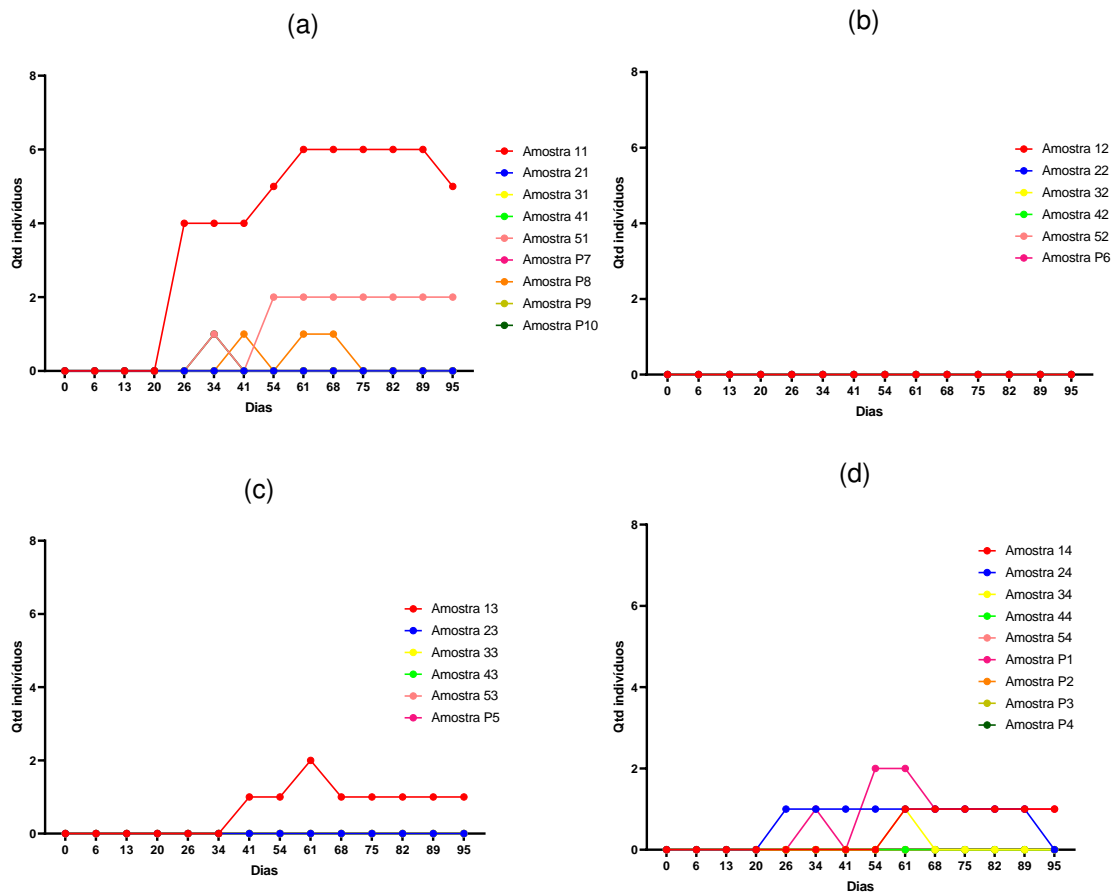 (a)
Qtd indivíduos
8
6
4
2
0
0 6 13 20 26 34 41 54 61 68 75 82 89 95
Dias
Amostra 11
Amostra 21
Amostra 31
Amostra 41
Amostra 51
Amostra P7
Amostra P8
Amostra P9
Amostra P10
(b)
Qtd indivíduos
8
6
4
2
0
0 6 13 20 26 34 41 54 61 68 75 82 89 95
Dias
Amostra 12
Amostra 22
Amostra 32
Amostra 42
Amostra 52
Amostra P6
(c)
Qtd indivíduos
8
6
4
2
0
0 6 13 20 26 34 41 54 61 68 75 82 89 95
Dias
Amostra 13
Amostra 23
Amostra 33
Amostra 43
Amostra 53
Amostra P5
(d)
Qtd indivíduos
8
6
4
2
0
0 6 13 20 26 34 41 54 61 68 75 82 89 95
Dias
Amostra 14
Amostra 24
Amostra 34
Amostra 44
Amostra 54
Amostra P1
Amostra P2
Amostra P3
Amostra P4